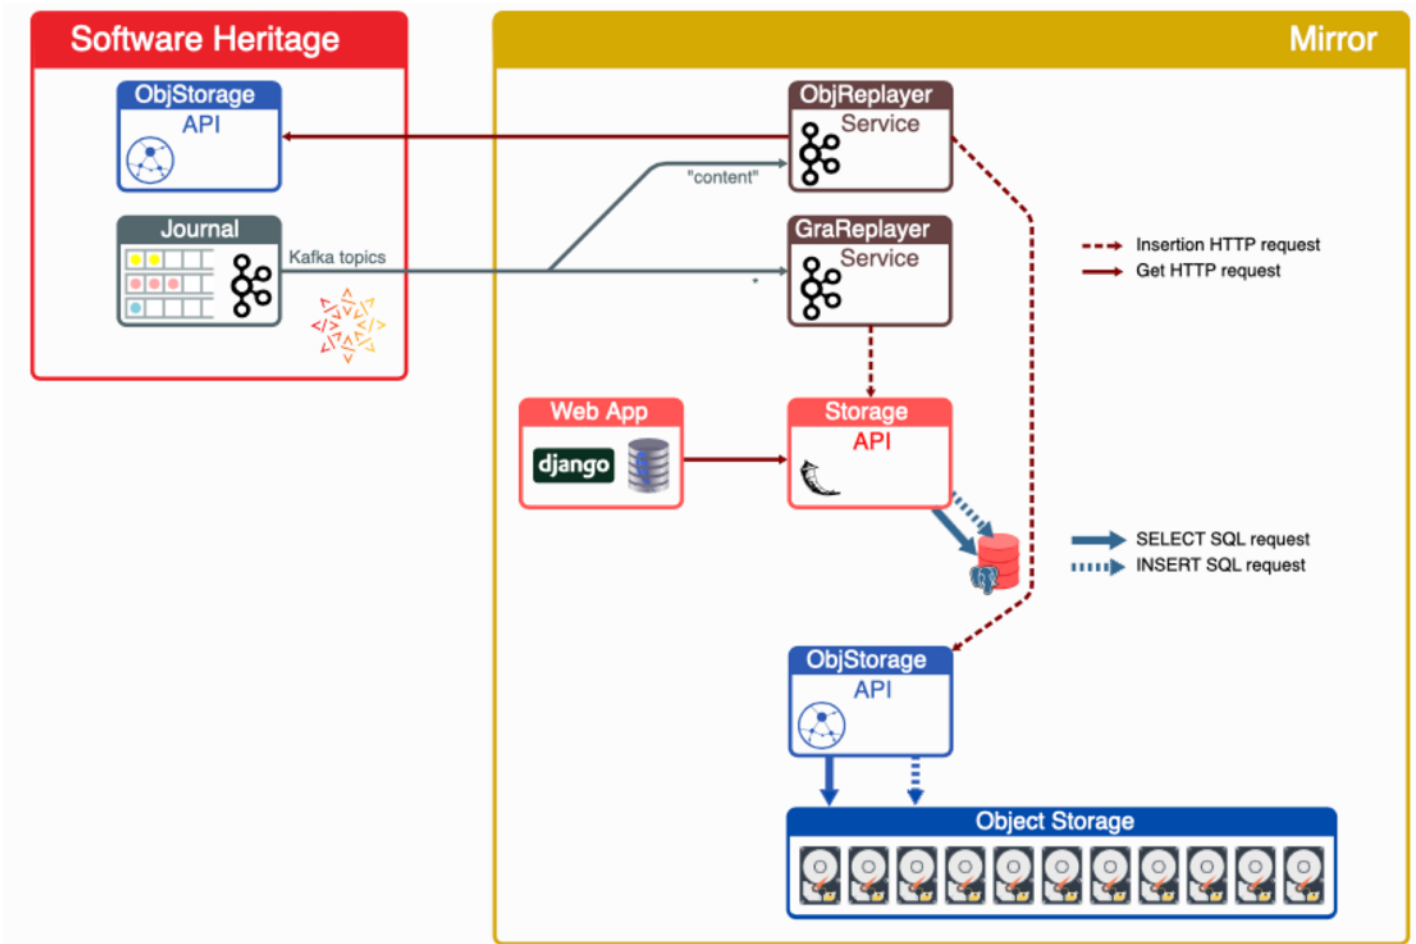 Software Heritage
Mirror
ObjStorage
API
ObjReplayer
Service
"content"
Journal
Kafka topics
GraReplayer
Service
*
Insertion HTTP request
Get HTTP request
Web App
django
Storage
API
SELECT SQL request
INSERT SQL request
ObjStorage
API
Object Storage